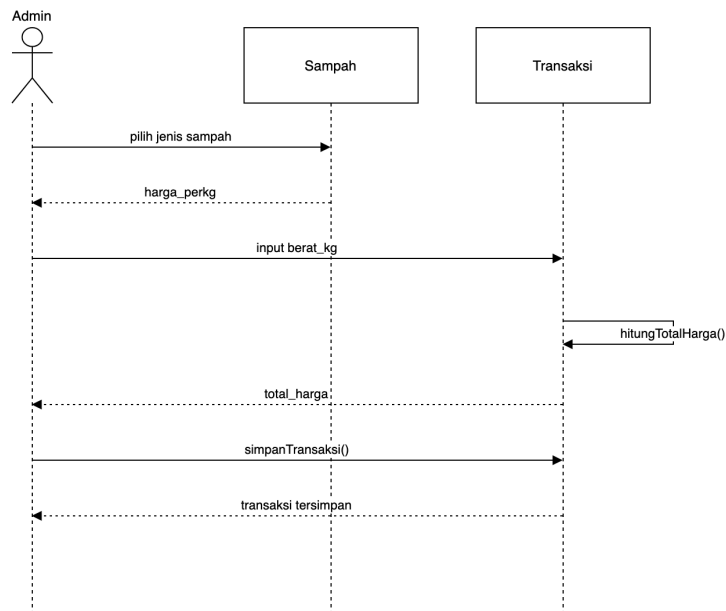 Admin
Sampah
Transaksi
pilih jenis sampah
harga_perkg
input berat_kg
hitungTotalHarga()
total_harga
simpanTransaksi()
transaksi tersimpan